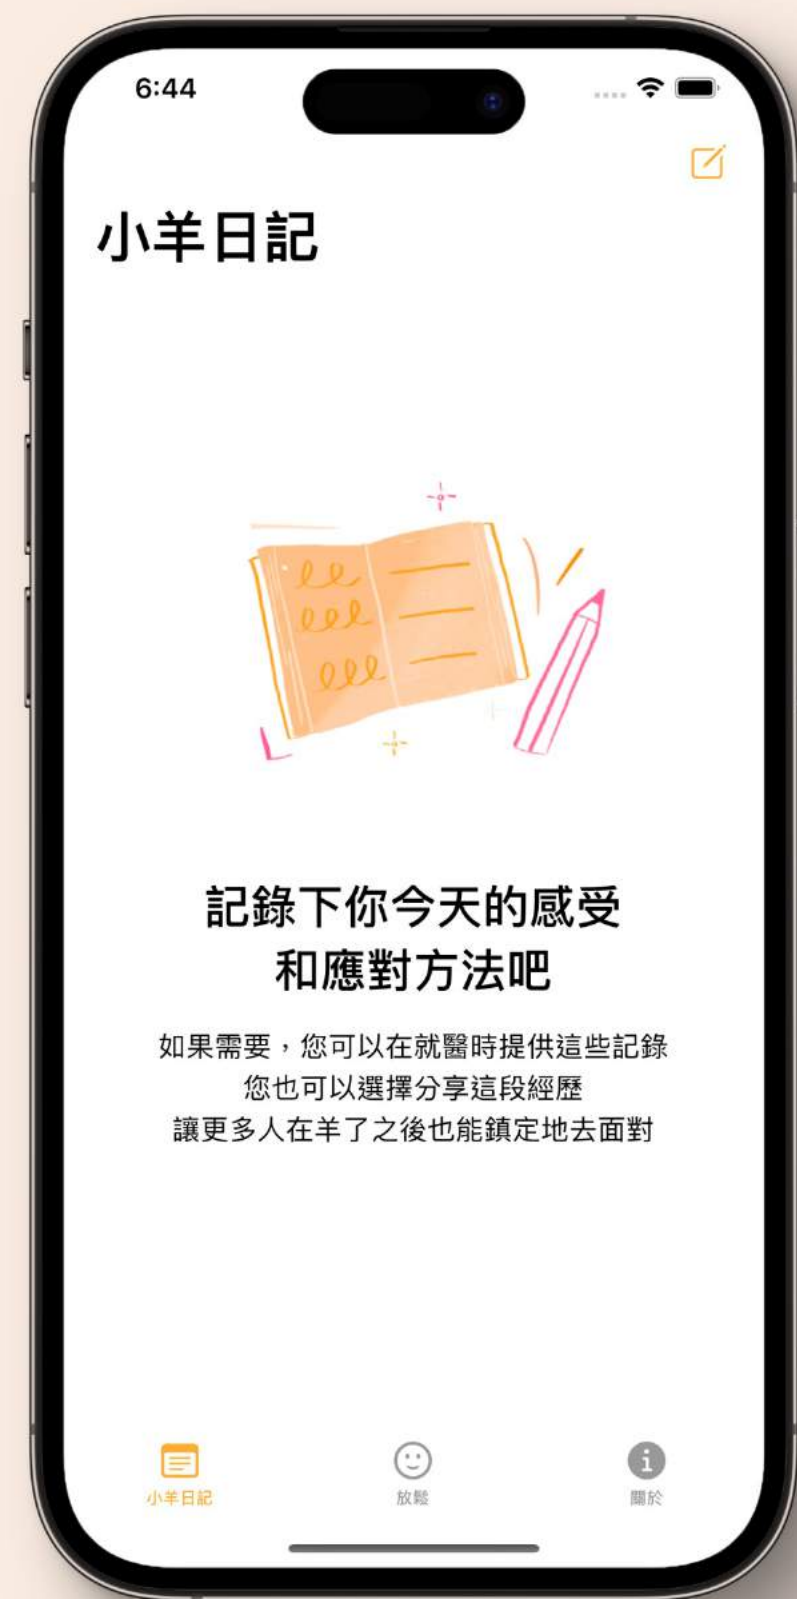 6:44
小羊日記
記錄下你今天的感受
和應對方法吧
如果需要，您可以在就醫時提供這些記錄
您也可以選擇分享這段經歷
讓更多人在羊了之後也能鎮定地去面對
小羊日記
放鬆
關於